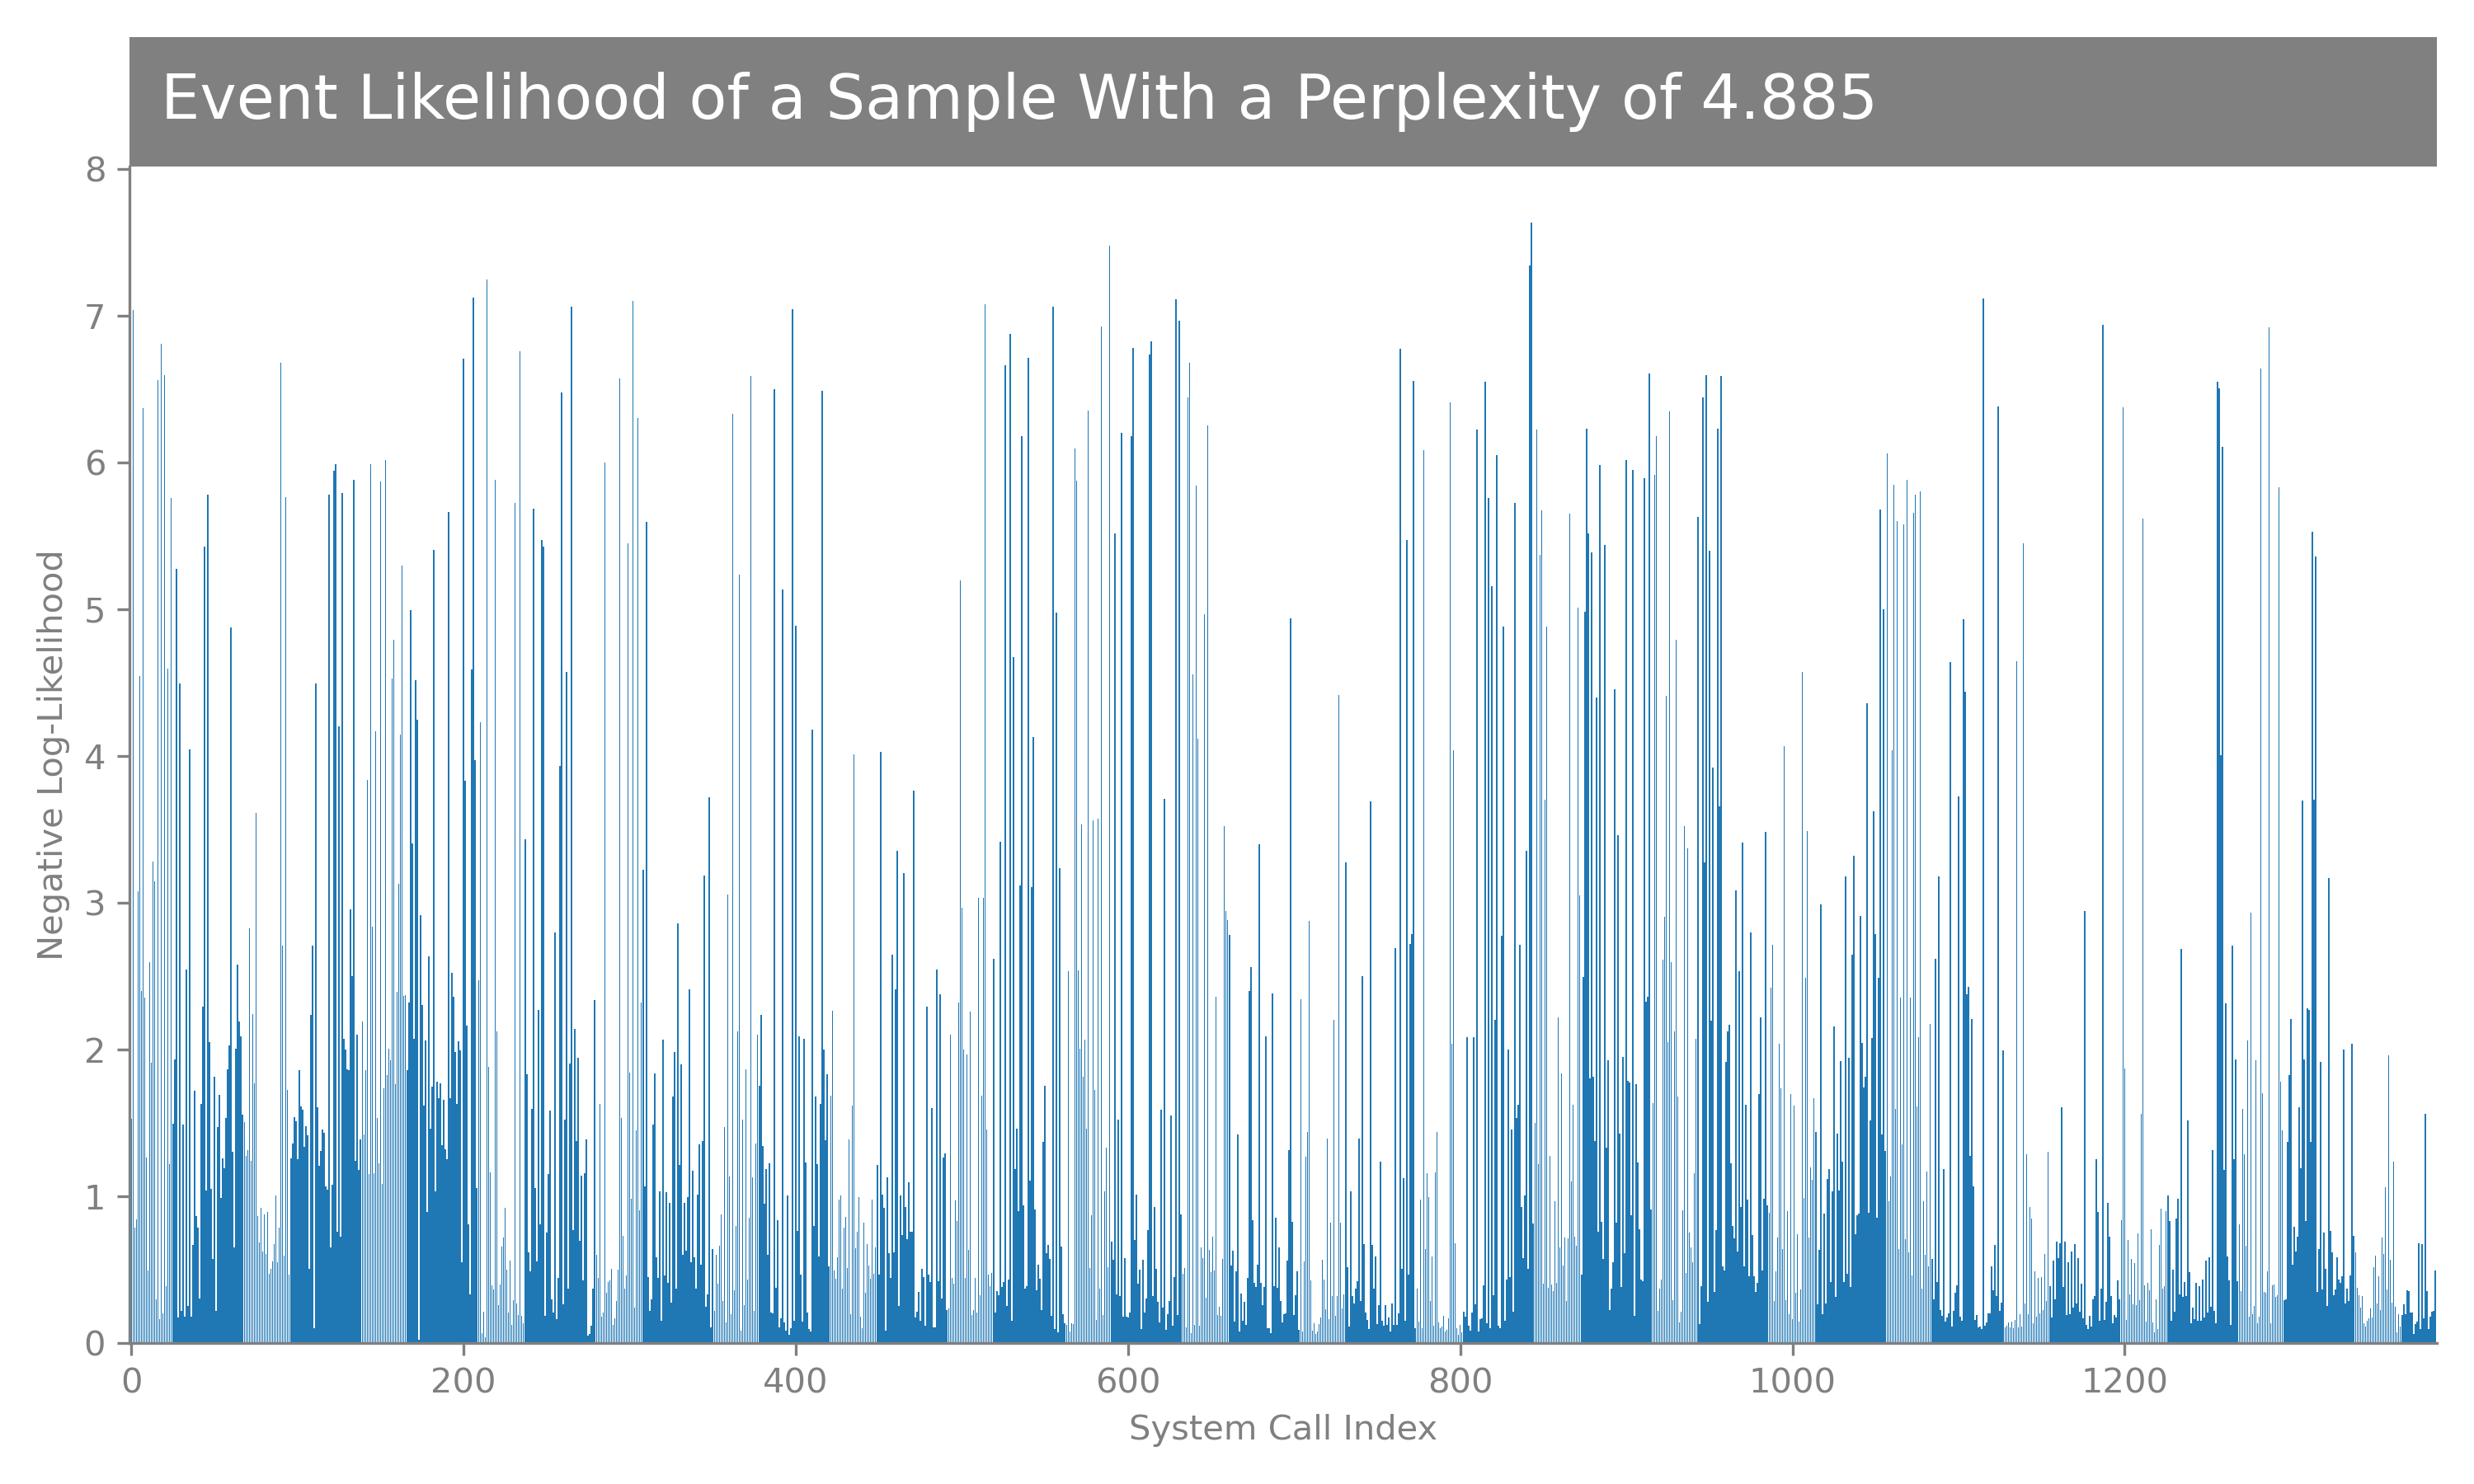 Event Likelihood of a Sample With a Perplexity of 4.885
8
7
6
5
4
3
2
1
0
Negative Log-Likelihood
0 200 400 600 800 1000 1200
System Call Index